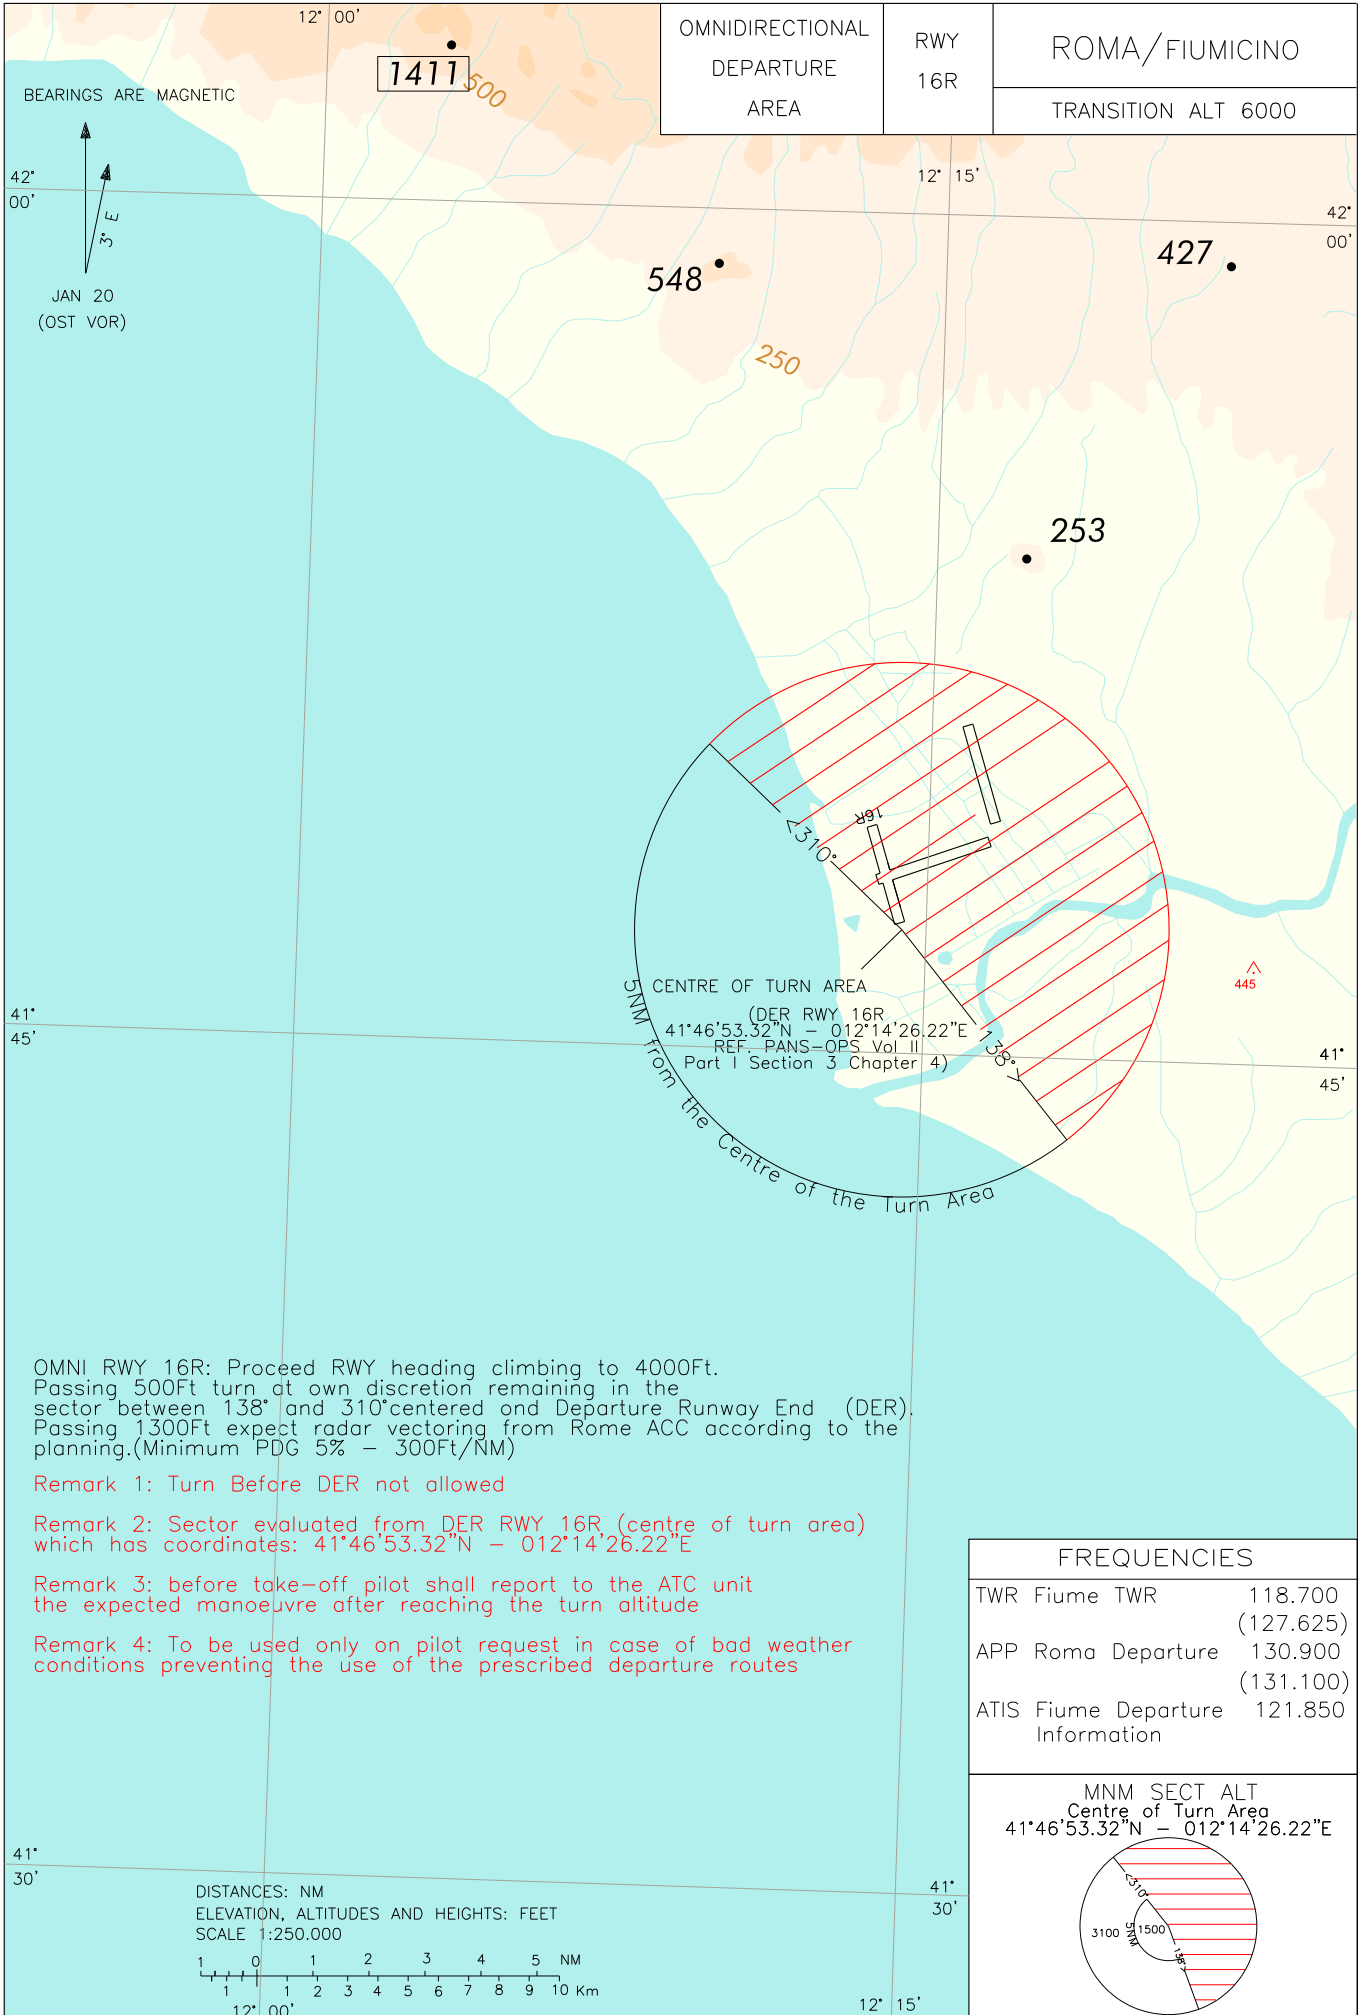 12° 00'
OMNIDIRECTIONAL
DEPARTURE
AREA
RWY
16R
ROMA/FIUMICINO
TRANSITION ALT 6000
1411
500
BEARINGS ARE MAGNETIC
3° E
JAN 20
(OST VOR)
42°
00'
12° 15'
42°
00'
548
427
250
253
16R
<310°
445
CENTRE OF TURN AREA
(DER RWY 16R
41°46'53.32"N – 012°14'26.22"E
REF. PANS-OPS Vol II
Part I Section 3 Chapter 4)
138°>
5NM from the Centre of the Turn Area
41°
45'
41°
45'
OMNI RWY 16R: Proceed RWY heading climbing to 4000Ft.
Passing 500Ft turn at own discretion remaining in the
sector between 138° and 310°centered ond Departure Runway End (DER).
Passing 1300Ft expect radar vectoring from Rome ACC according to the
planning.(Minimum PDG 5% – 300Ft/NM)
Remark 1: Turn Before DER not allowed
Remark 2: Sector evaluated from DER RWY 16R (centre of turn area)
which has coordinates: 41°46'53.32"N – 012°14'26.22"E
Remark 3: before take-off pilot shall report to the ATC unit
the expected manoeuvre after reaching the turn altitude
Remark 4: To be used only on pilot request in case of bad weather
conditions preventing the use of the prescribed departure routes
FREQUENCIES
TWR Fiume TWR 118.700
(127.625)
APP Roma Departure 130.900
(131.100)
ATIS Fiume Departure 121.850
Information
MNM SECT ALT
Centre of Turn Area
41°46'53.32"N – 012°14'26.22"E
<310°
3100
5NM
1500
138°>
41°
30'
41°
30'
DISTANCES: NM
ELEVATION, ALTITUDES AND HEIGHTS: FEET
SCALE 1:250.000
1 0 1 2 3 4 5 NM
1 1 2 3 4 5 6 7 8 9 10 Km
12° 00'
12° 15'